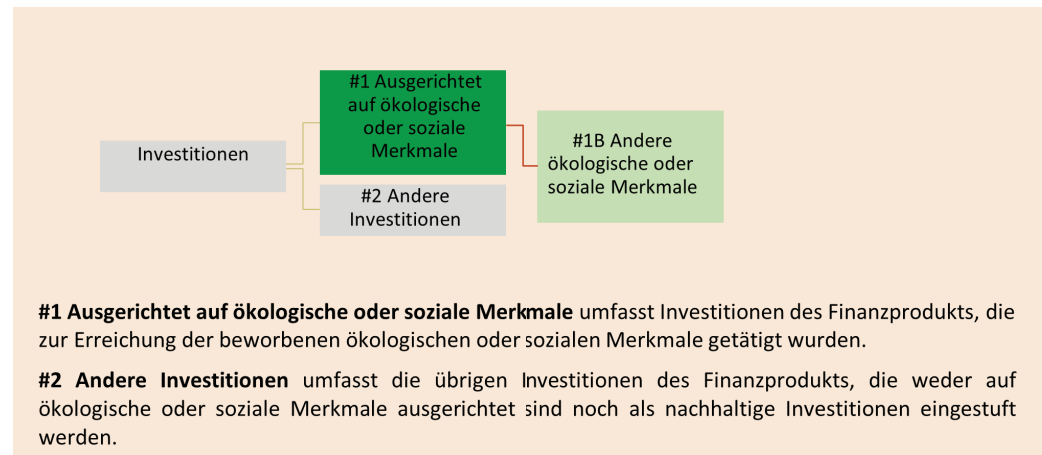 #1 Ausgerichtet
auf ökologische
oder soziale
Merkmale
Investitionen
#2 Andere
Investitionen
#1B Andere
ökologische oder
soziale Merkmale
#1 Ausgerichtet auf ökologische oder soziale Merkmale umfasst Investitionen des Finanzprodukts, die
zur Erreichung der beworbenen ökologischen oder sozialen Merkmale getätigt wurden.
#2 Andere Investitionen umfasst die übrigen Investitionen des Finanzprodukts, die weder auf
ökologische oder soziale Merkmale ausgerichtet sind noch als nachhaltige Investitionen eingestuft
werden.